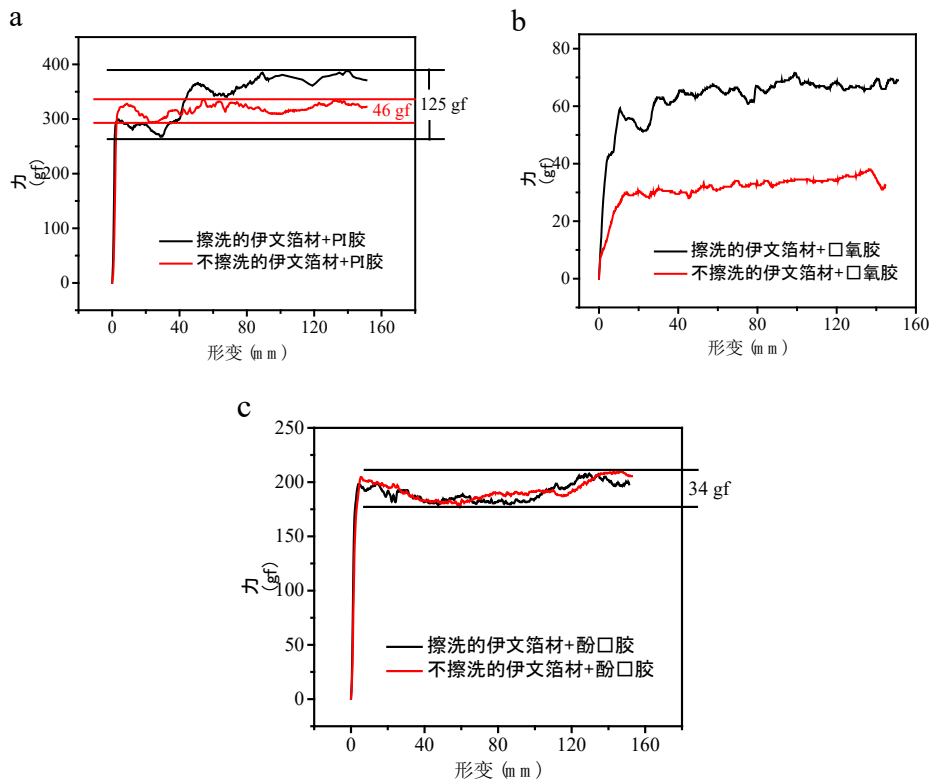 a
400
300
200
100
0
力
(gf)
125 gf
46 gf
擦洗的伊文箔材+PI胶
不擦洗的伊文箔材+PI胶
0 40 80 120 160
形变 (mm)
b
80
60
40
20
0
力
(gf)
擦洗的伊文箔材+□氧胶
不擦洗的伊文箔材+□氧胶
0 40 80 120 160
形变 (mm)
c
250
200
150
100
50
0
力
(gf)
34 gf
擦洗的伊文箔材+酚□胶
不擦洗的伊文箔材+酚□胶
0 40 80 120 160
形变 (mm)